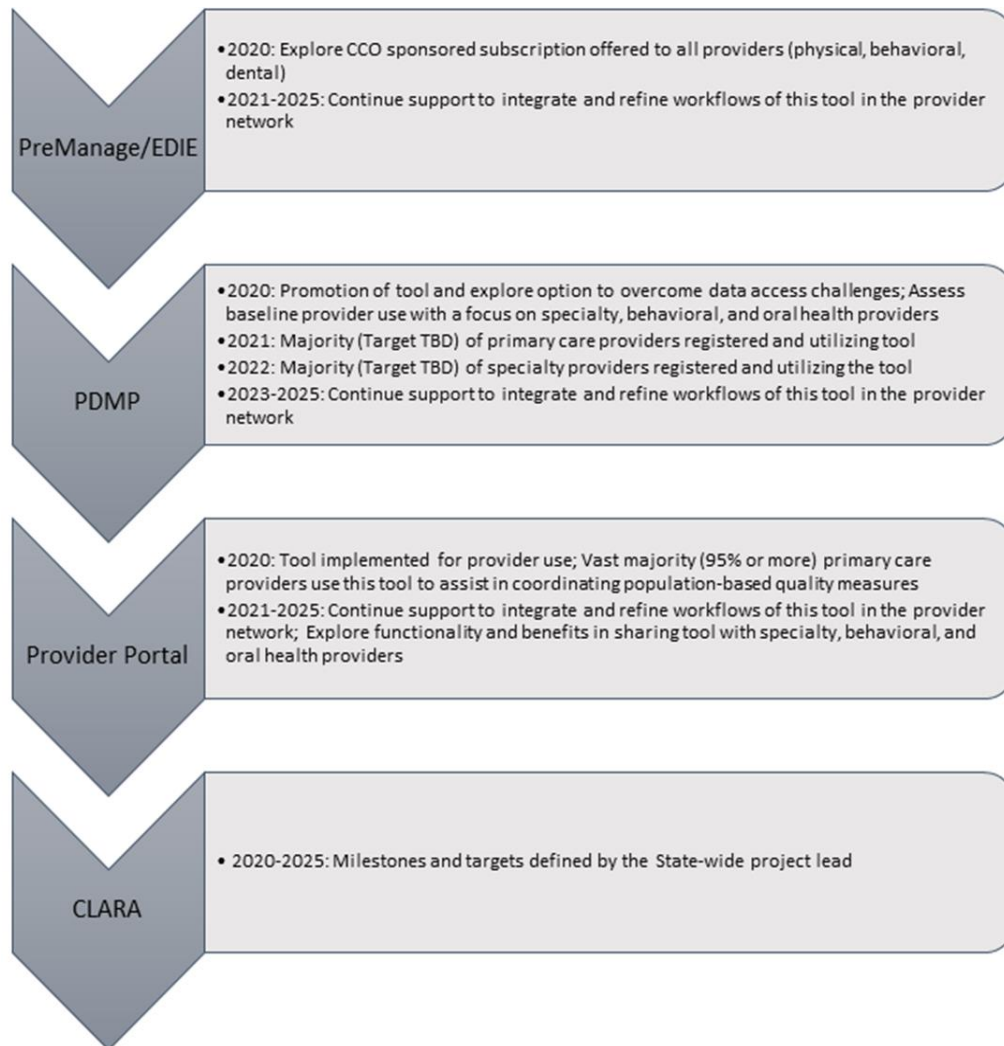 •2020: Explore CCO sponsored subscription offered to all providers (physical, behavioral,
dental)
•2021-2025: Continue support to integrate and refine workflows of this tool in the provider
network
PreManage/EDIE
•2020: Promotion of tool and explore option to overcome data access challenges; Assess
baseline provider use with a focus on specialty, behavioral, and oral health providers
•2021: Majority (Target TBD) of primary care providers registered and utilizing tool
•2022: Majority (Target TBD) of specialty providers registered and utilizing the tool
•2023-2025: Continue support to integrate and refine workflows of this tool in the provider
network
PDMP
•2020: Tool implemented for provider use; Vast majority (95% or more) primary care
providers use this tool to assist in coordinating population-based quality measures
•2021-2025: Continue support to integrate and refine workflows of this tool in the provider
network; Explore functionality and benefits in sharing tool with specialty, behavioral, and
oral health providers
Provider Portal
• 2020-2025: Milestones and targets defined by the State-wide project lead
CLARA